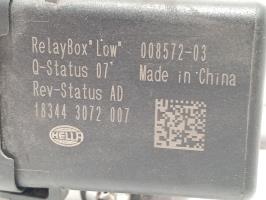 RelayBox"Low" 008572-03
Q-Status 07' Made in China
Rev-Status AD
18344 3072 007
HELLA